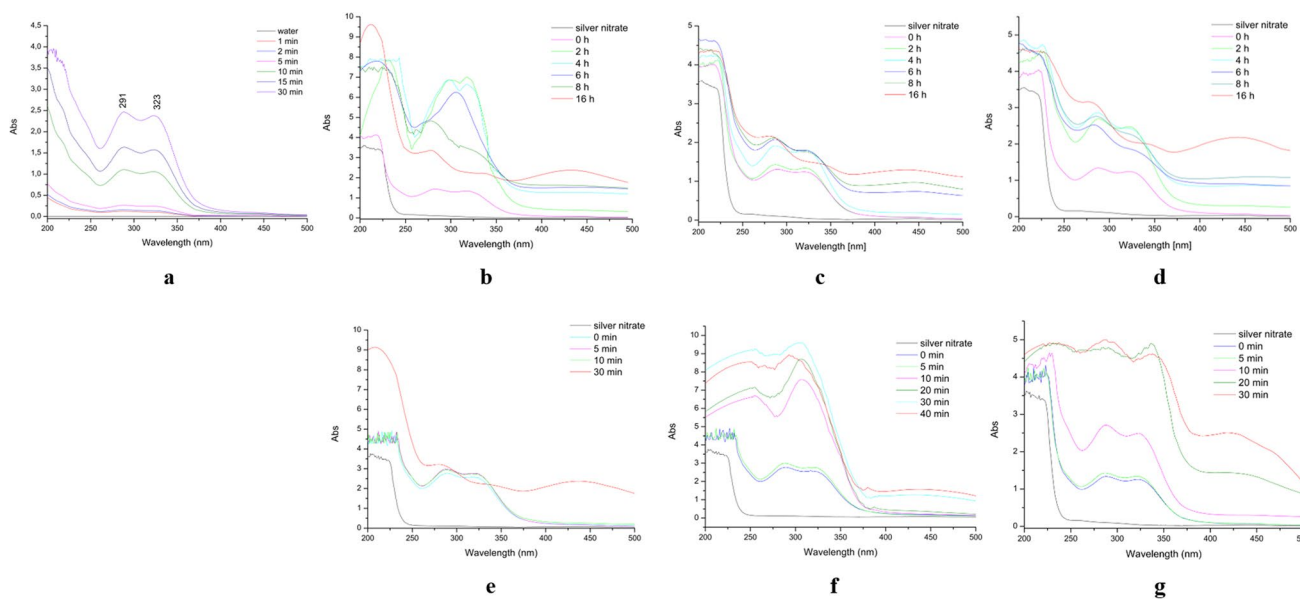 4,5
4,0
3,5
3,0
2,5
2,0
1,5
1,0
0,5
0,0
Abs
200 250 300 350 400 450 500
Wavelength (nm)
291 323
water
1 min
2 min
5 min
10 min
15 min
30 min
a
10
9
8
7
6
5
4
3
2
1
0
Abs
200 250 300 350 400 450 500
Wavelength (nm)
silver nitrate
0 h
2 h
4 h
6 h
8 h
16 h
b
5
4
3
2
1
0
Abs
200 250 300 350 400 450 500
Wavelength [nm]
silver nitrate
0 h
2 h
4 h
6 h
8 h
16 h
c
5
4
3
2
1
0
Abs
200 250 300 350 400 450 500
Wavelength [nm]
silver nitrate
0 h
2 h
4 h
6 h
8 h
16 h
d
10
9
8
7
6
5
4
3
2
1
0
Abs
200 250 300 350 400 450 500
Wavelength (nm)
silver nitrate
0 min
5 min
10 min
30 min
e
10
9
8
7
6
5
4
3
2
1
0
Abs
200 250 300 350 400 450 500
Wavelength (nm)
silver nitrate
0 min
5 min
10 min
20 min
30 min
40 min
f
5
4
3
2
1
0
Abs
200 250 300 350 400 450
Wavelength (nm)
silver nitrate
0 min
5 min
10 min
20 min
30 min
g